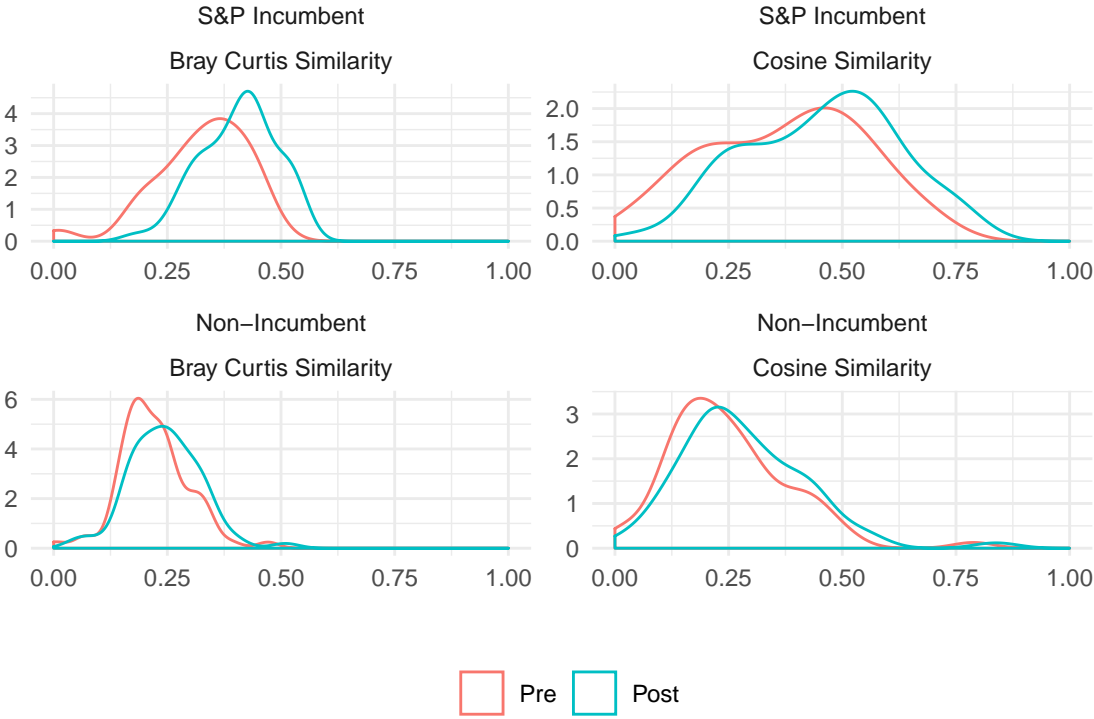 S&P Incumbent
Bray Curtis Similarity
4
3
2
1
0
0.00 0.25 0.50 0.75 1.00
S&P Incumbent
Cosine Similarity
2.0
1.5
1.0
0.5
0.0
0.00 0.25 0.50 0.75 1.00
Non−Incumbent
Bray Curtis Similarity
6
4
2
0
0.00 0.25 0.50 0.75 1.00
Non−Incumbent
Cosine Similarity
3
2
1
0
0.00 0.25 0.50 0.75 1.00
Pre Post